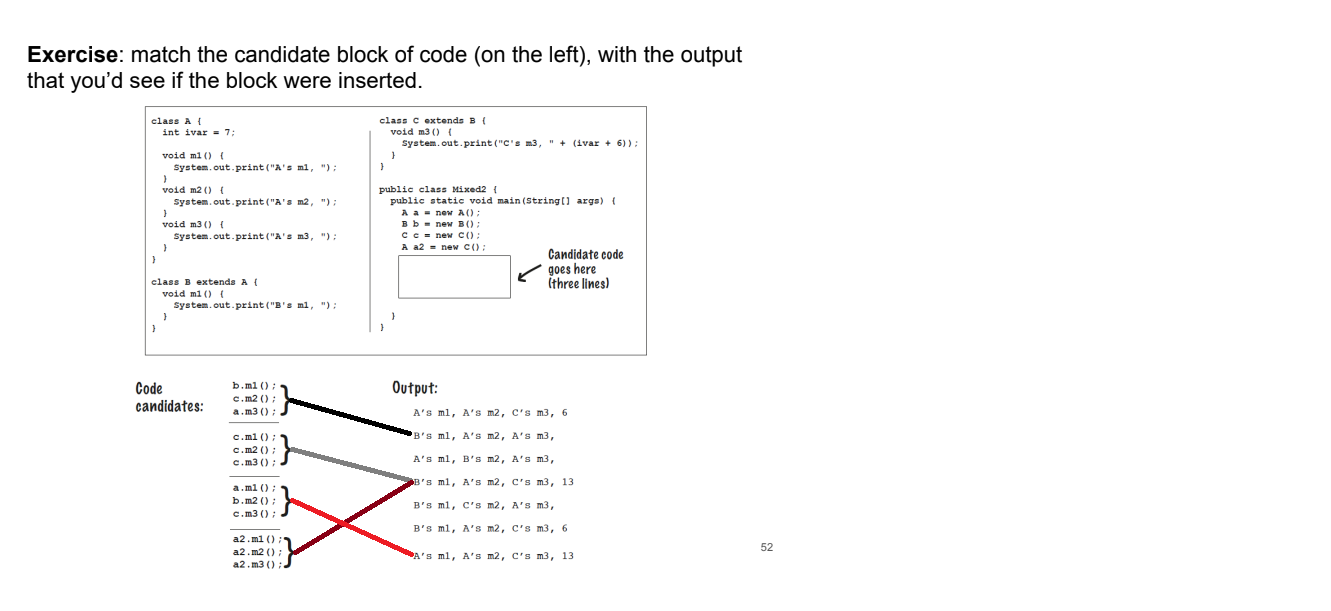 Exercise: match the candidate block of code (on the left), with the output
that you'd see if the block were inserted.
class A {
int ivar = 7;
void m1() {
System.out.print("A's m1, ");
}
void m2() {
System.out.print("A's m2, ");
}
void m3() {
System.out.print("A's m3, ");
}
}
class B extends A {
void m1() {
System.out.print("B's m1, ");
}
}
class C extends B {
void m3() {
System.out.print("C's m3, " + (ivar + 6));
}
}
public class Mixed2 {
public static void main(String[] args) {
A a = new A();
B b = new B();
C c = new C();
A a2 = new C();
Candidate code
goes here
(three lines)
}
}
Code
candidates:
b.m1();
c.m2();
a.m3();
c.m1();
c.m2();
c.m3();
a.m1();
b.m2();
c.m3();
a2.m1();
a2.m2();
a2.m3();
Output:
A's m1, A's m2, C's m3, 6
B's m1, A's m2, A's m3,
A's m1, B's m2, A's m3,
B's m1, A's m2, C's m3, 13
B's m1, C's m2, A's m3,
B's m1, A's m2, C's m3, 6
A's m1, A's m2, C's m3, 13
52